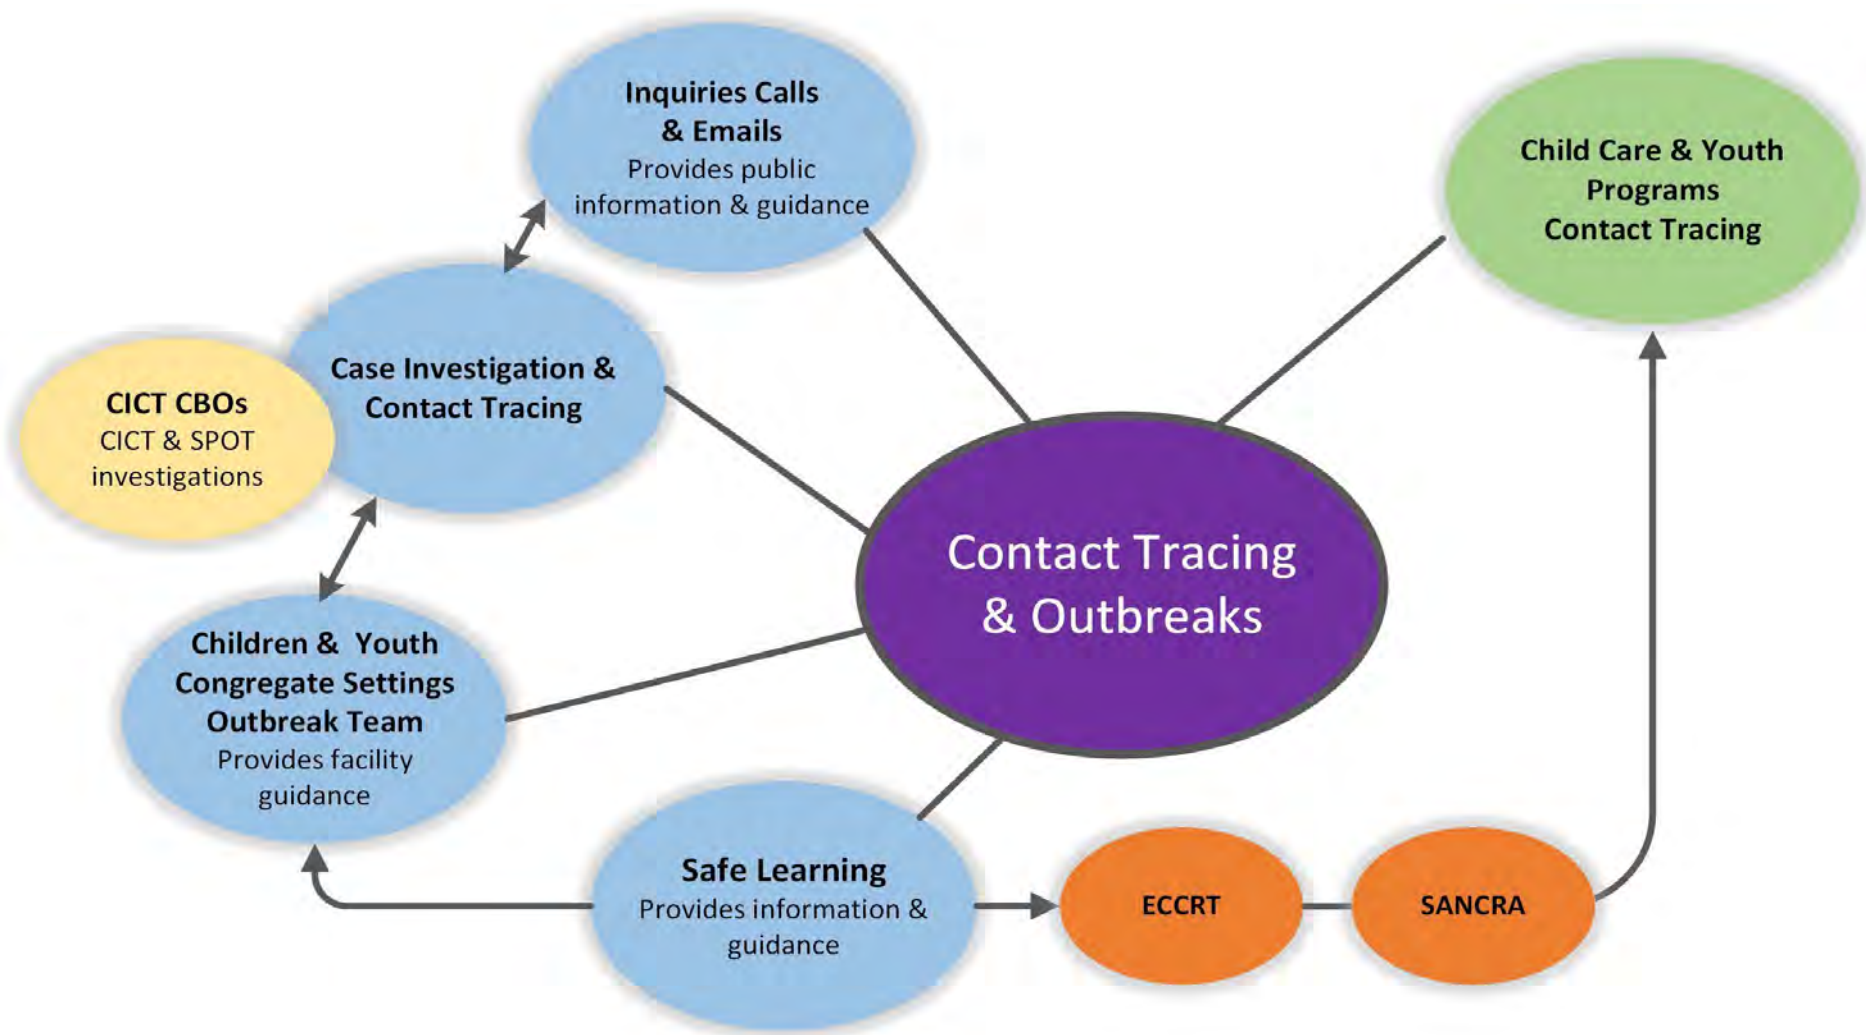 Inquiries Calls
& Emails
Provides public
information & guidance
Child Care & Youth
Programs
Contact Tracing
Case Investigation &
Contact Tracing
CICT CBOs
CICT & SPOT
investigations
Contact Tracing
& Outbreaks
Children & Youth
Congregate Settings
Outbreak Team
Provides facility
guidance
Safe Learning
Provides information &
guidance
ECCRT
SANCRA